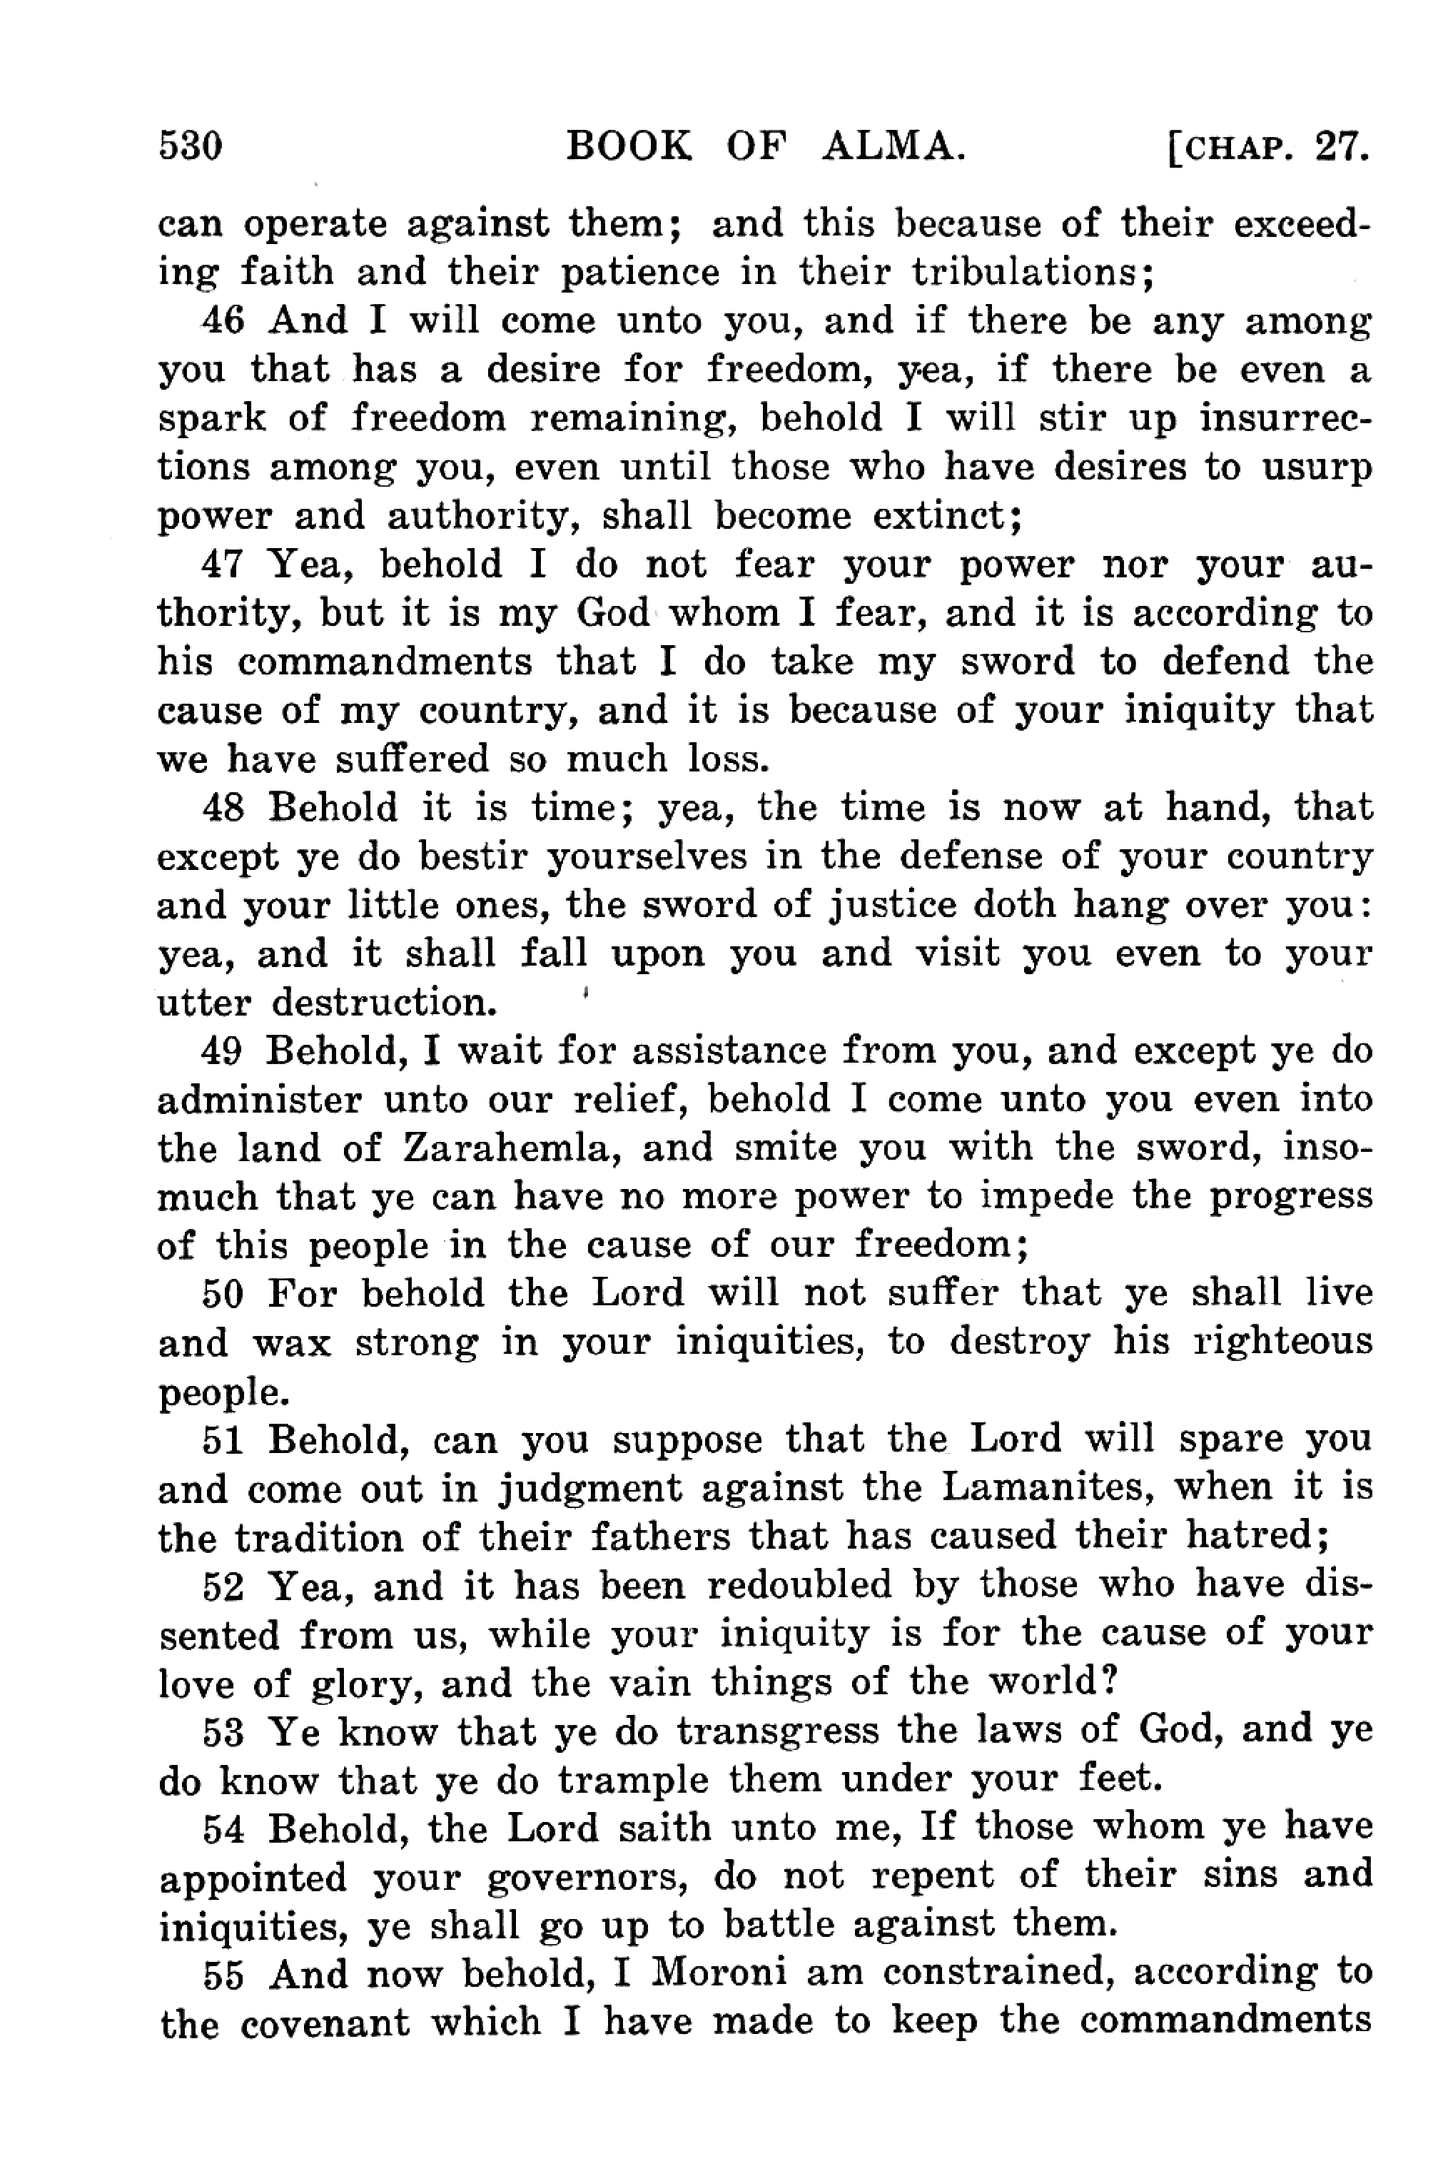 530 BOOK OF ALMA. [CHAP. 27.
can operate against them; and this because of their exceed-
ing faith and their patience in their tribulations;
46 And I will come unto you, and if there be any among
you that has a desire for freedom, yea, if there be even a
spark of freedom remaining, behold I will stir up insurrec-
tions among you, even until those who have desires to usurp
power and authority, shall become extinct;
47 Yea, behold I do not fear your power nor your au-
thority, but it is my God whom I fear, and it is according to
his commandments that I do take my sword to defend the
cause of my country, and it is because of your iniquity that
we have suffered so much loss.
48 Behold it is time; yea, the time is now at hand, that
except ye do bestir yourselves in the defense of your country
and your little ones, the sword of justice doth hang over you:
yea, and it shall fall upon you and visit you even to your
utter destruction.
49 Behold, I wait for assistance from you, and except ye do
administer unto our relief, behold I come unto you even into
the land of Zarahemla, and smite you with the sword, inso-
much that ye can have no more power to impede the progress
of this people in the cause of our freedom;
50 For behold the Lord will not suffer that ye shall live
and wax strong in your iniquities, to destroy his righteous
people.
51 Behold, can you suppose that the Lord will spare you
and come out in judgment against the Lamanites, when it is
the tradition of their fathers that has caused their hatred;
52 Yea, and it has been redoubled by those who have dis-
sented from us, while your iniquity is for the cause of your
love of glory, and the vain things of the world?
53 Ye know that ye do transgress the laws of God, and ye
do know that ye do trample them under your feet.
54 Behold, the Lord saith unto me, If those whom ye have
appointed your governors, do not repent of their sins and
iniquities, ye shall go up to battle against them.
55 And now behold, I Moroni am constrained, according to
the covenant which I have made to keep the commandments